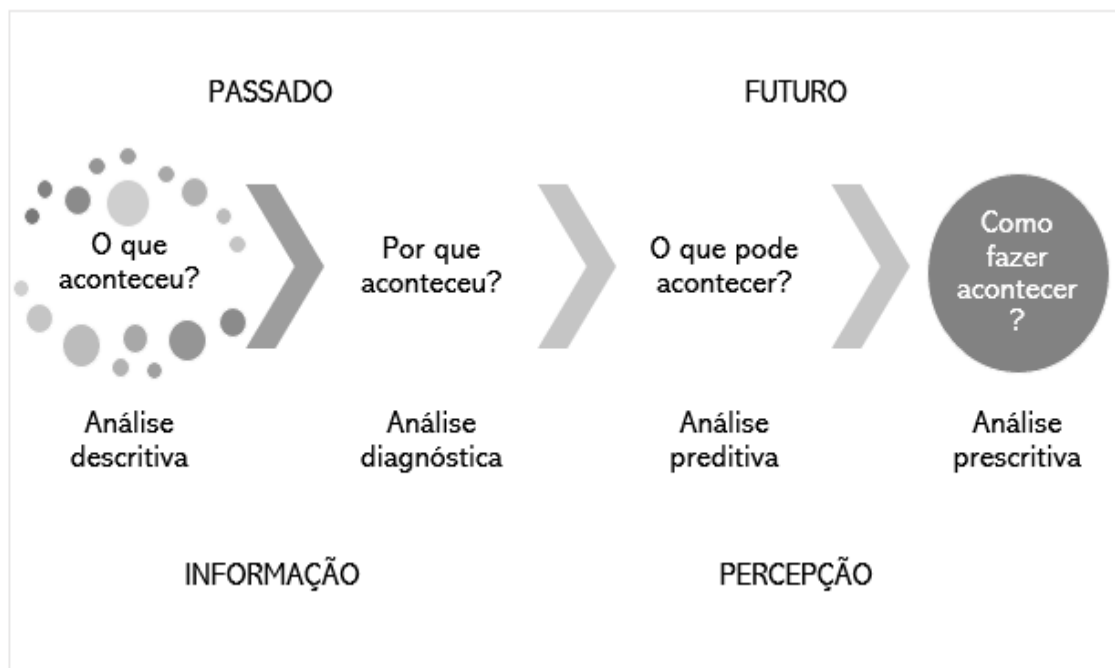 PASSADO
FUTURO
O que
aconteceu?
Por que
aconteceu?
O que pode
acontecer?
Como
fazer
acontecer
?
Análise
descritiva
Análise
diagnóstica
Análise
preditiva
Análise
prescritiva
INFORMAÇÃO
PERCEPÇÃO